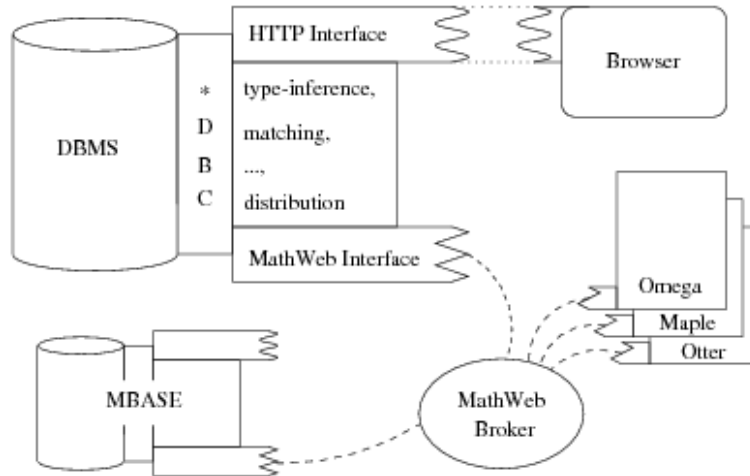 HTTP Interface
Browser
DBMS
*
D
B
C
type-inference,
matching,
...,
distribution
MathWeb Interface
Omega
Maple
Otter
MBASE
MathWeb
Broker